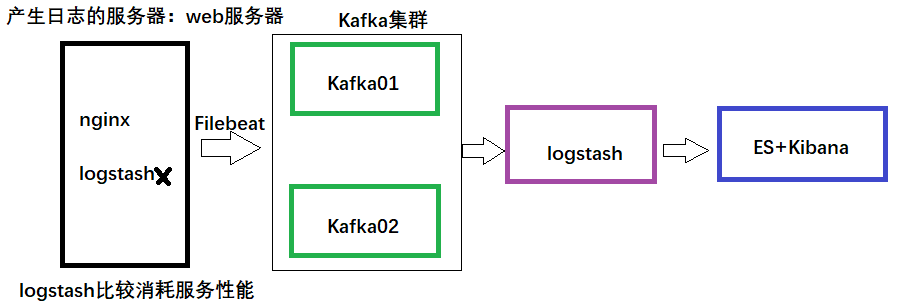 产生日志的服务器：web服务器
Kafka集群
Kafka01
nginx
Filebeat
logstash
logstash
ES+Kibana
Kafka02
logstash比较消耗服务性能